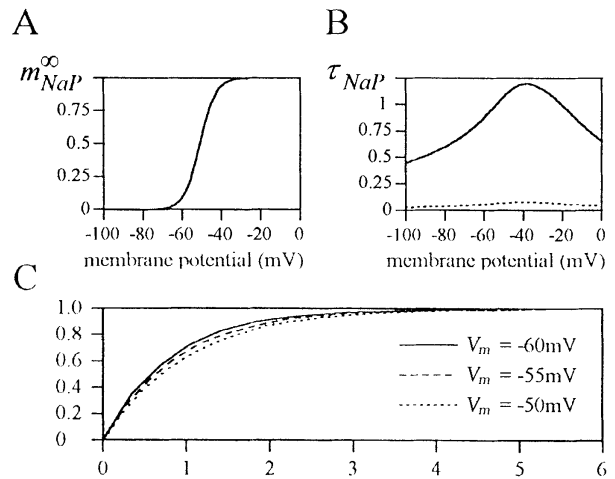 A
B
m∞NaP
τNaP
0.75
0.5
0.25
0
1
0.75
0.5
0.25
0
-100 -80 -60 -40 -20 0
-100 -80 -60 -40 -20 0
membrane potential (mV)
membrane potential (mV)
C
1.0
0.8
0.6
0.4
0.2
0
Vm = -60mV
Vm = -55mV
Vm = -50mV
0 1 2 3 4 5 6